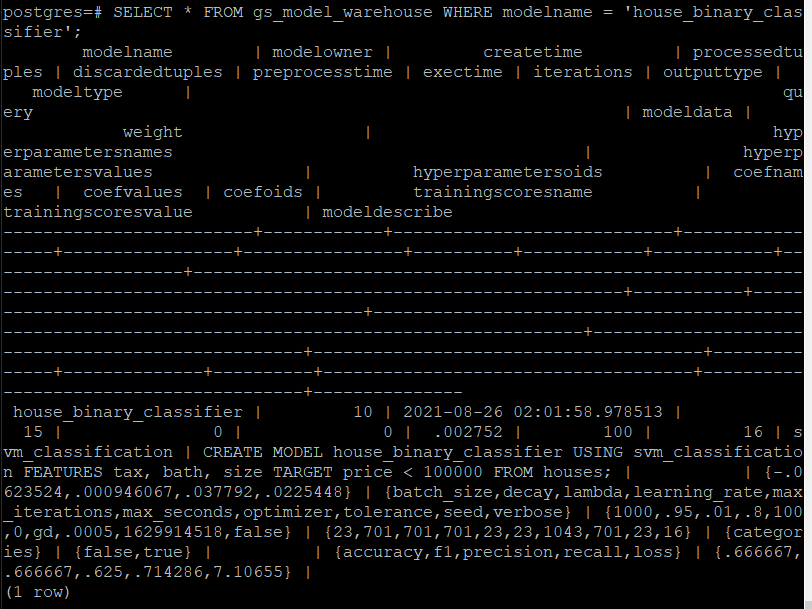 postgres=# SELECT * FROM gs_model_warehouse WHERE modelname = 'house_binary_clas
sifier';
        modelname        | modelowner |         createtime         | processedtu
ples | discardedtuples | preprocesstime | exectime | iterations | outputtype |
   modeltype      |                                                           qu
ery                                                           | modeldata |
            weight                  |                                        hyp
erparametersnames                                         |               hyperp
arametersvalues               |          hyperparametersoids          |  coefnam
es   |  coefvalues  | coefoids |         trainingscoresname          |
trainingscoresvalue           | modeldescribe
-------------------------+------------+----------------------------+------------
-----+-----------------+----------------+----------+------------+------------+--
------------------+-------------------------------------------------------------
--------------------------------------------------------------+-----------+-----
------------------------------------+-------------------------------------------
----------------------------------------------------------+---------------------
------------------------------+---------------------------------------+---------
-----+--------------+----------+-------------------------------------+----------
------------------------------+---------------
 house_binary_classifier |         10 | 2021-08-26 02:01:58.978513 |
  15 |               0 |              0 |  .002752 |        100 |         16 | s
vm_classification | CREATE MODEL house_binary_classifier USING svm_classificatio
n FEATURES tax, bath, size TARGET price < 100000 FROM houses; |           | {-.0
623524,.000946067,.037792,.0225448} | {batch_size,decay,lambda,learning_rate,max
_iterations,max_seconds,optimizer,tolerance,seed,verbose} | {1000,.95,.01,.8,100
,0,gd,.0005,1629914518,false} | {23,701,701,701,23,23,1043,701,23,16} | {categor
ies} | {false,true} |          | {accuracy,f1,precision,recall,loss} | {.666667,
.666667,.625,.714286,7.10655} |
(1 row)